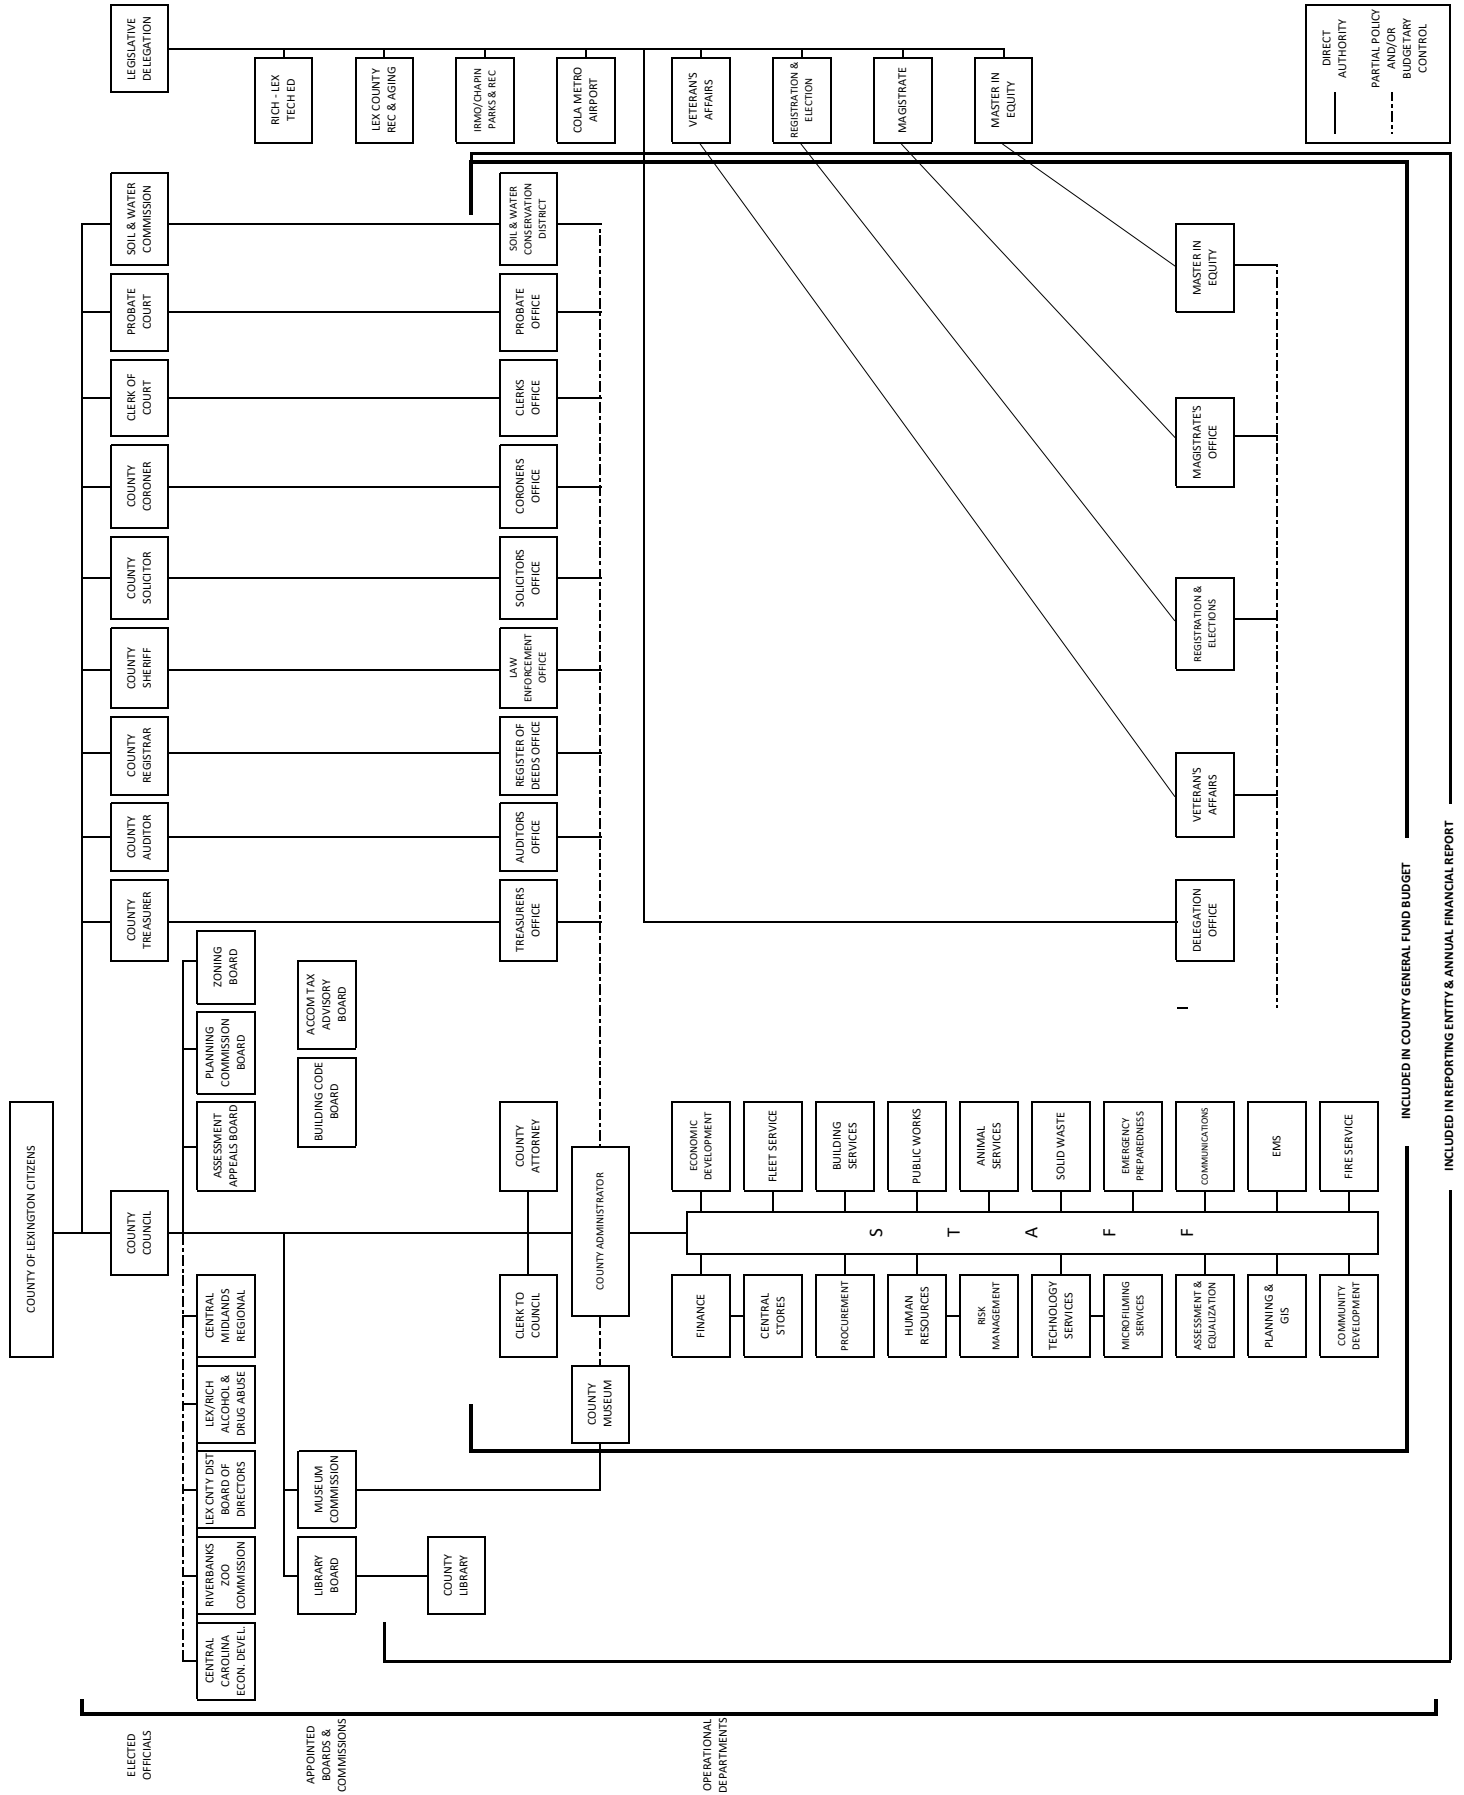 COUNTY OF LEXINGTON CITIZENS
ELECTED
OFFICIALS
COUNTY
COUNCIL
COUNTY
TREASURER
COUNTY
AUDITOR
COUNTY
REGISTRAR
COUNTY
SHERIFF
COUNTY
SOLICITOR
COUNTY
CORONER
CLERK OF
COURT
PROBATE
COURT
SOIL & WATER
COMMISSION
LEGISLATIVE
DELEGATION
APPOINTED
BOARDS &
COMMISSIONS
CENTRAL
CAROLINA
ECON. DEVEL.
RIVERBANKS
ZOO
COMMISSION
LEX CNTY DIST
BOARD OF
DIRECTORS
LEX/RICH
ALCOHOL &
DRUG ABUSE
CENTRAL
MIDLANDS
REGIONAL
ASSESSMENT
APPEALS BOARD
PLANNING
COMMISSION
BOARD
ZONING
BOARD
LIBRARY
BOARD
MUSEUM
COMMISSION
BUILDING CODE
BOARD
ACCOM TAX
ADVISORY
BOARD
RICH - LEX
TECH ED
LEX COUNTY
REC & AGING
IRMO/CHAPIN
PARKS & REC
COLA METRO
AIRPORT
VETERAN'S
AFFAIRS
REGISTRATION &
ELECTION
MAGISTRATE
MASTER IN
EQUITY
COUNTY
LIBRARY
CLERK TO
COUNCIL
COUNTY
ATTORNEY
TREASURERS
OFFICE
AUDITORS
OFFICE
REGISTER OF
DEEDS OFFICE
LAW
ENFORCEMENT
OFFICE
SOLICITORS
OFFICE
CORONERS
OFFICE
CLERKS
OFFICE
PROBATE
OFFICE
SOIL & WATER
CONSERVATION
DISTRICT
COUNTY
MUSEUM
COUNTY ADMINISTRATOR
OPERATIONAL
DEPARTMENTS
FINANCE
CENTRAL
STORES
PROCUREMENT
HUMAN
RESOURCES
RISK
MANAGEMENT
TECHNOLOGY
SERVICES
MICROFILMING
SERVICES
ASSESSMENT &
EQUALIZATION
PLANNING &
GIS
COMMUNITY
DEVELOPMENT
S
T
A
F
F
ECONOMIC
DEVELOPMENT
FLEET SERVICE
BUILDING
SERVICES
PUBLIC WORKS
ANIMAL
SERVICES
SOLID WASTE
EMERGENCY
PREPAREDNESS
COMMUNICATIONS
EMS
FIRE SERVICE
DELEGATION
OFFICE
VETERAN'S
AFFAIRS
REGISTRATION &
ELECTIONS
MAGISTRATE'S
OFFICE
MASTER IN
EQUITY
DIRECT
AUTHORITY
PARTIAL POLICY
AND/OR
BUDGETARY
CONTROL
INCLUDED IN COUNTY GENERAL FUND BUDGET
INCLUDED IN REPORTING ENTITY & ANNUAL FINANCIAL REPORT